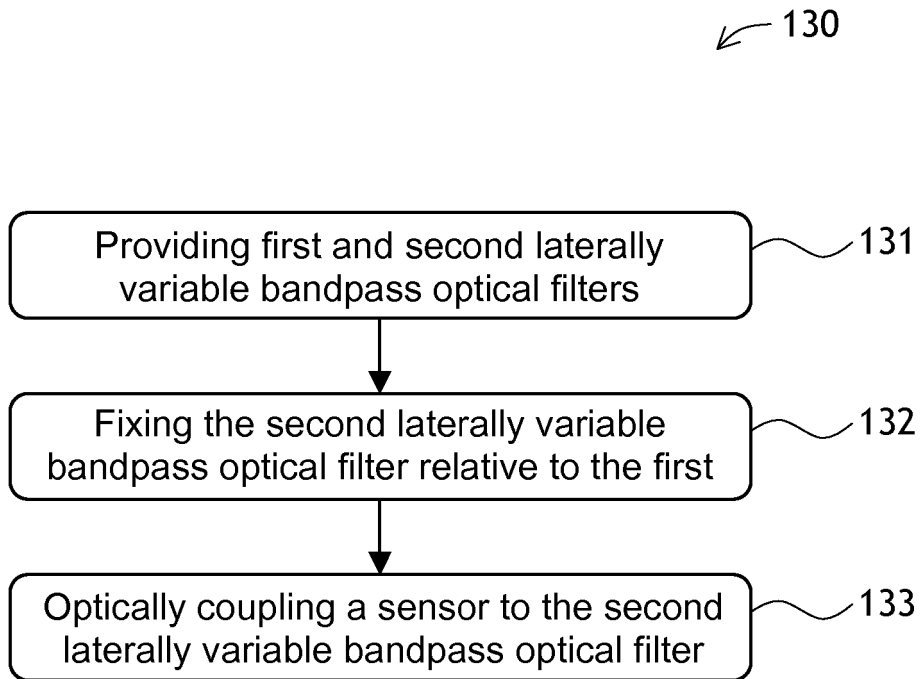 130
Providing first and second laterally
variable bandpass optical filters
131
Fixing the second laterally variable
bandpass optical filter relative to the first
132
Optically coupling a sensor to the second
laterally variable bandpass optical filter
133